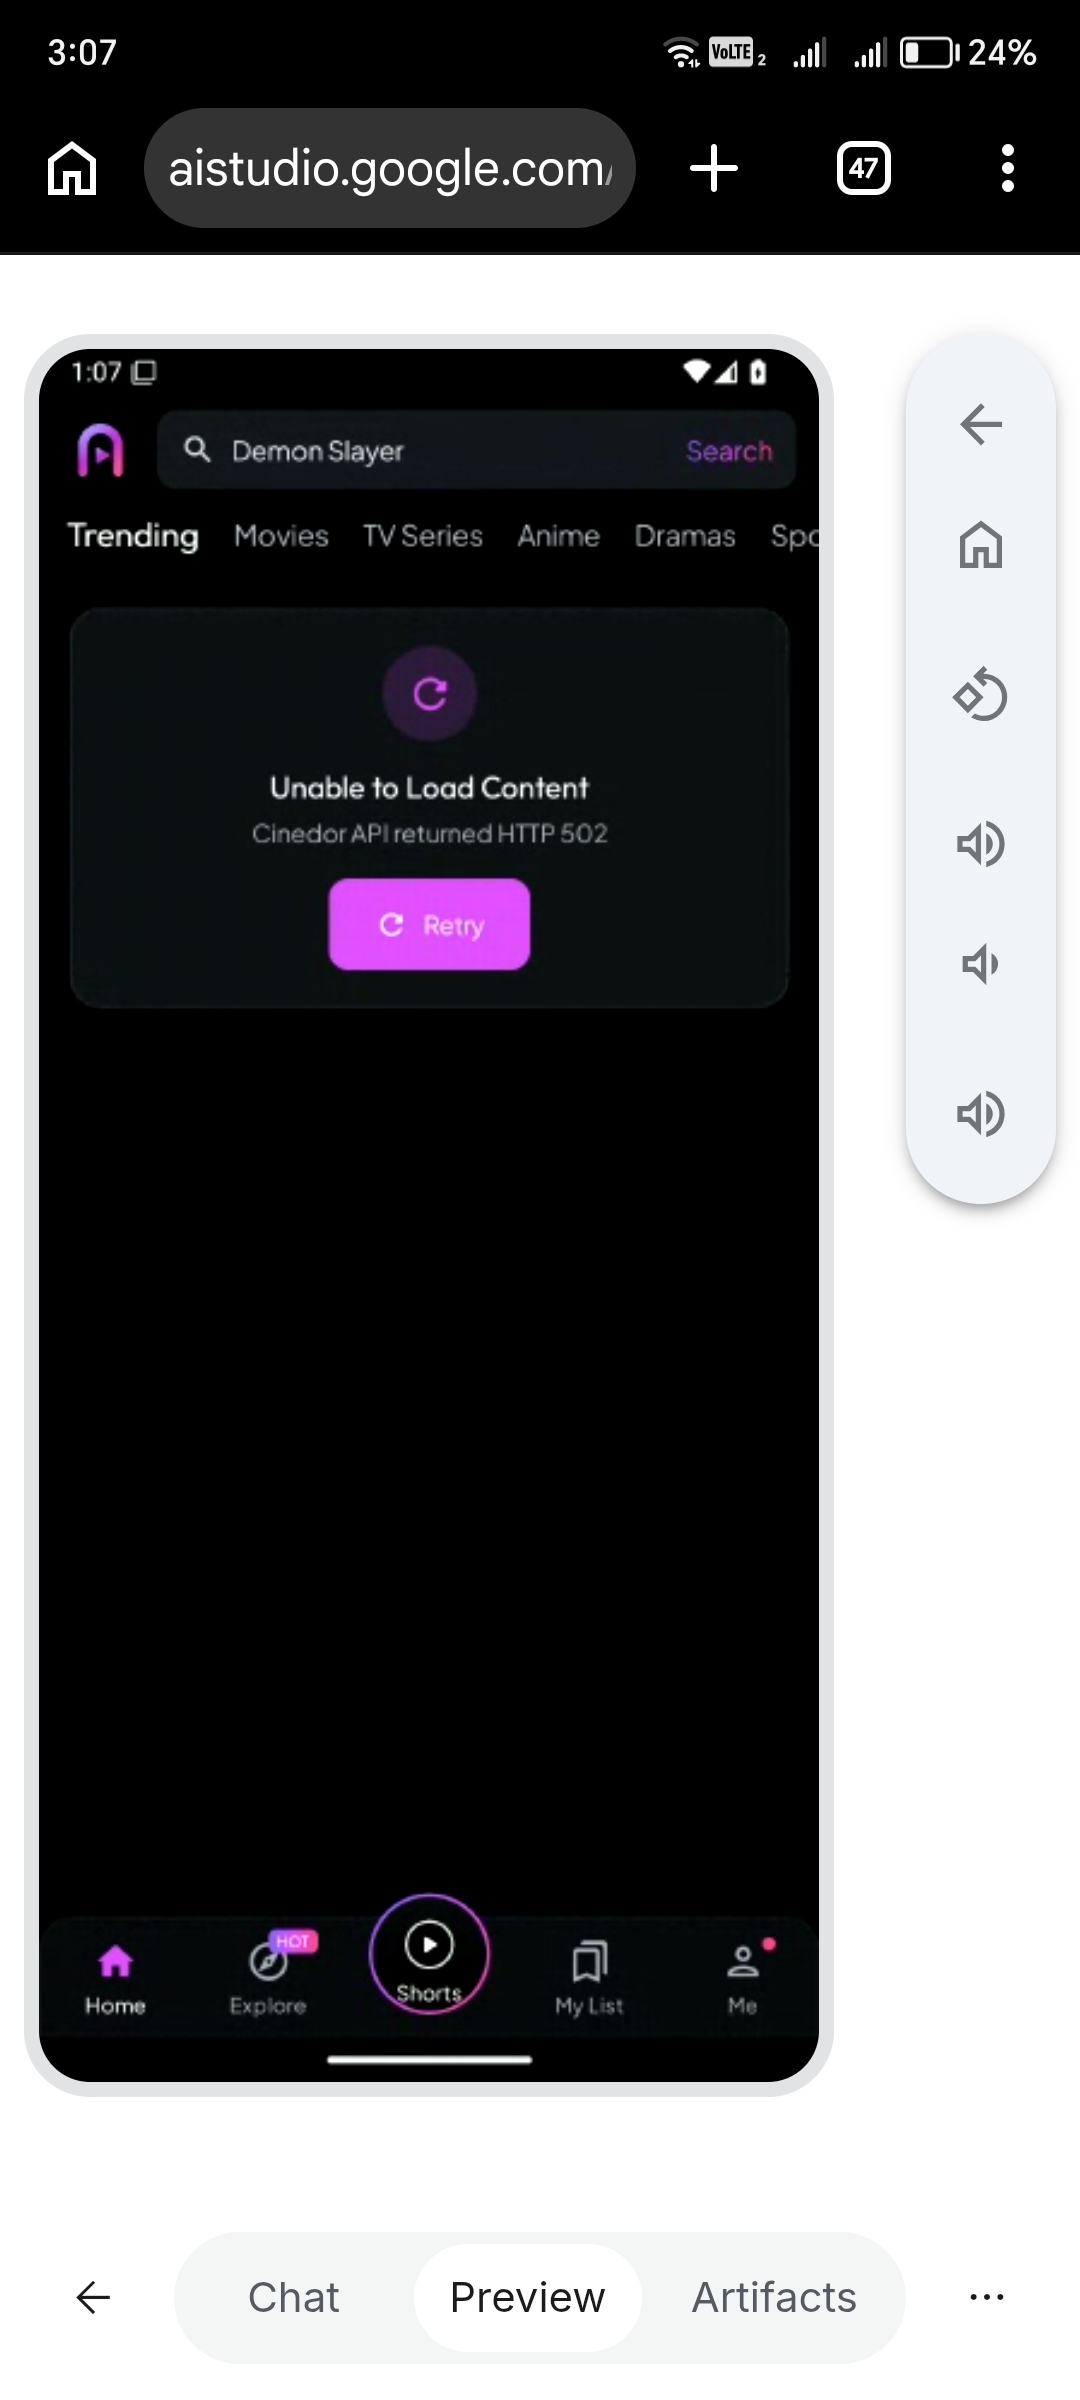 3:07
VoLTE 2
24%
aistudio.google.com/
47
1:07
Demon Slayer
Search
Trending Movies TV Series Anime Dramas Spo
Unable to Load Content
Cinedor API returned HTTP 502
Retry
HOT
Home Explore Shorts My List Me
Chat Preview Artifacts